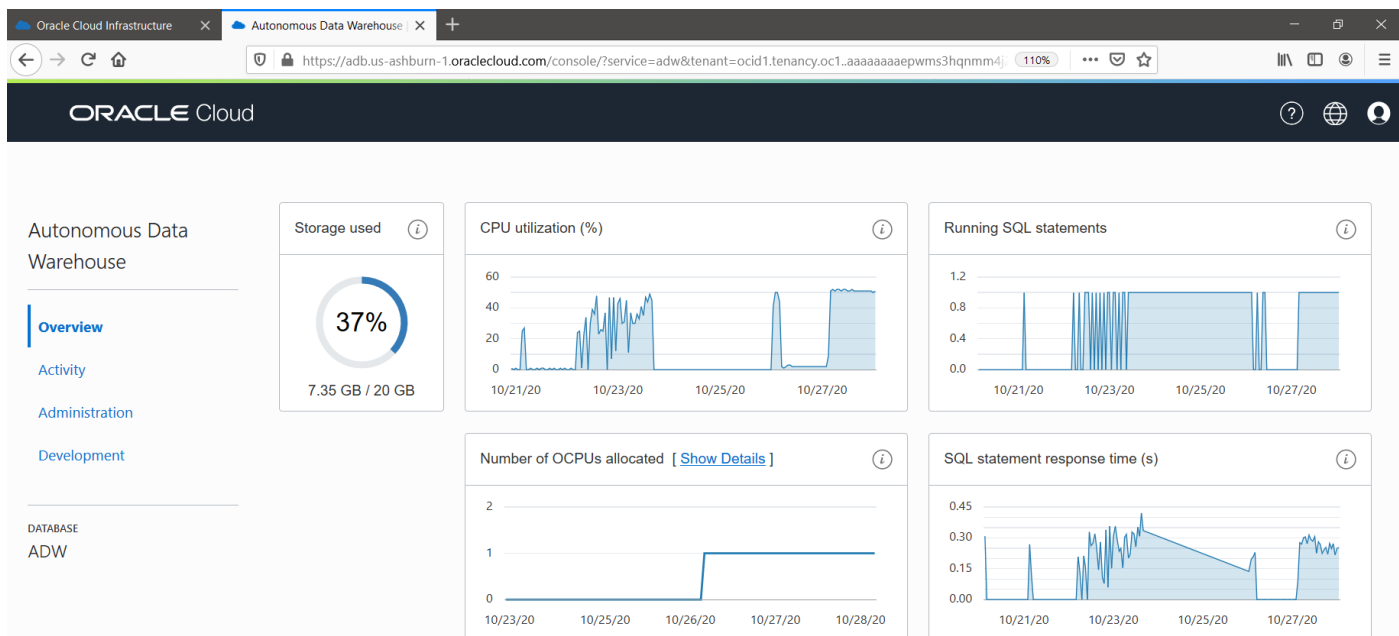 Oracle Cloud Infrastructure
Autonomous Data Warehouse
https://adb.us-ashburn-1.oraclecloud.com/console/?service=adw&tenant=ocid1.tenancy.oc1..aaaaaaaaepwms3hqnmm4j
110%
ORACLE Cloud
Autonomous Data
Warehouse
Overview
Activity
Administration
Development
DATABASE
ADW
Storage used
37%
7.35 GB / 20 GB
CPU utilization (%)
60
40
20
0
10/21/20 10/23/20 10/25/20 10/27/20
Running SQL statements
1.2
0.8
0.4
0.0
10/21/20 10/23/20 10/25/20 10/27/20
Number of OCPUs allocated [ Show Details ]
2
1
0
10/23/20 10/25/20 10/26/20 10/27/20 10/28/20
SQL statement response time (s)
0.45
0.30
0.15
0.00
10/21/20 10/23/20 10/25/20 10/27/20